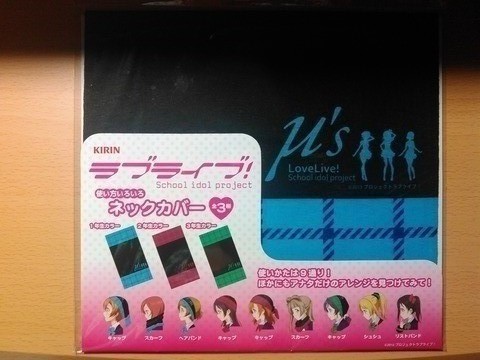 μ's
LoveLive!
School idol project
KIRIN
ラブライブ!
School idol project
使い方いろいろ
ネックカバー 全3種
1年生カラー 2年生カラー 3年生カラー
使いかたは9通り!
ほかにもアナタだけのアレンジを見つけてみて!
キャップ スカーフ ヘアバンド キャップ キャップ スカーフ キャップ シュシュ リストバンド